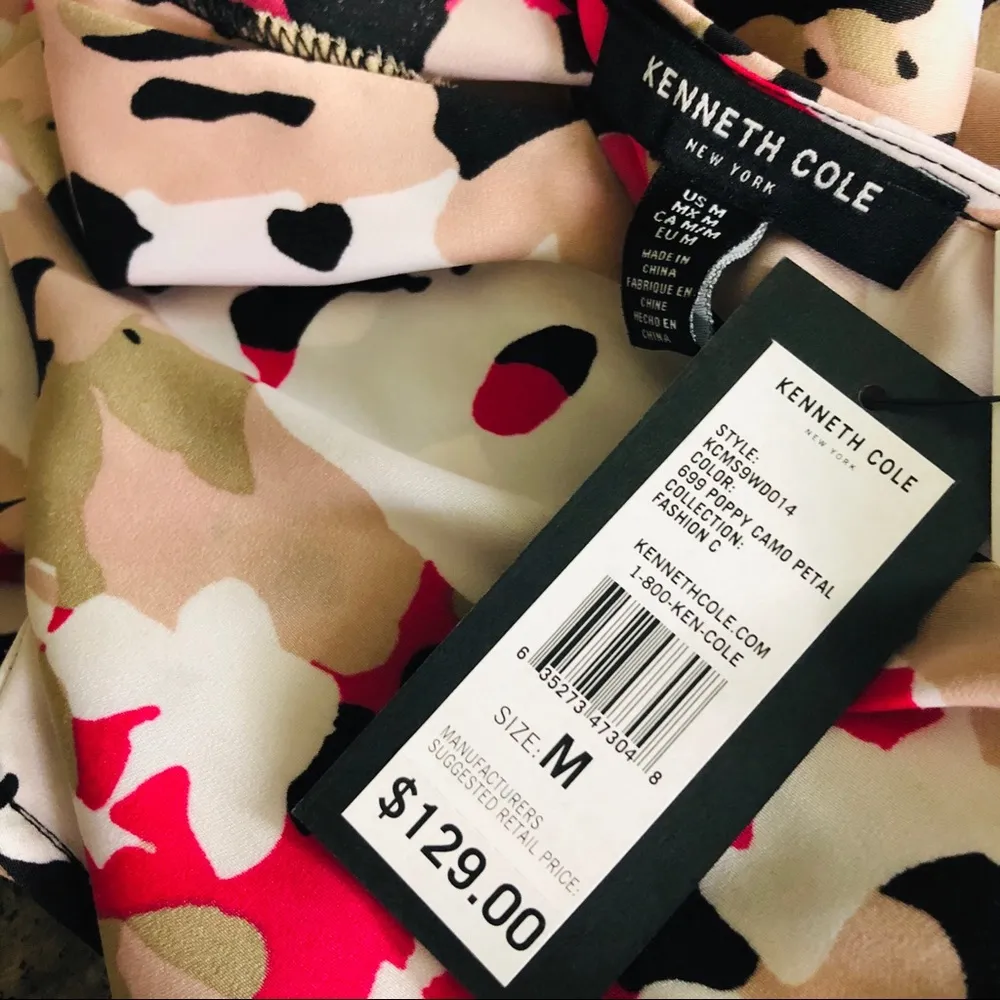 KENNETH COLE
NEW YORK
US M
MX M
CA M/M
EU M
MADE IN
CHINA
FABRIQUE EN
CHINE
HECHO EN
CHINA
KENNETH COLE
NEW YORK
STYLE:
KCMS9WD014
COLOR:
699 POPPY CAMO PETAL
COLLECTION:
FASHION C
KENNETHCOLE.COM
1-800-KEN-COLE
6 35273 47304 8
SIZE: M
MANUFACTURERS
SUGGESTED RETAIL PRICE:
$129.00